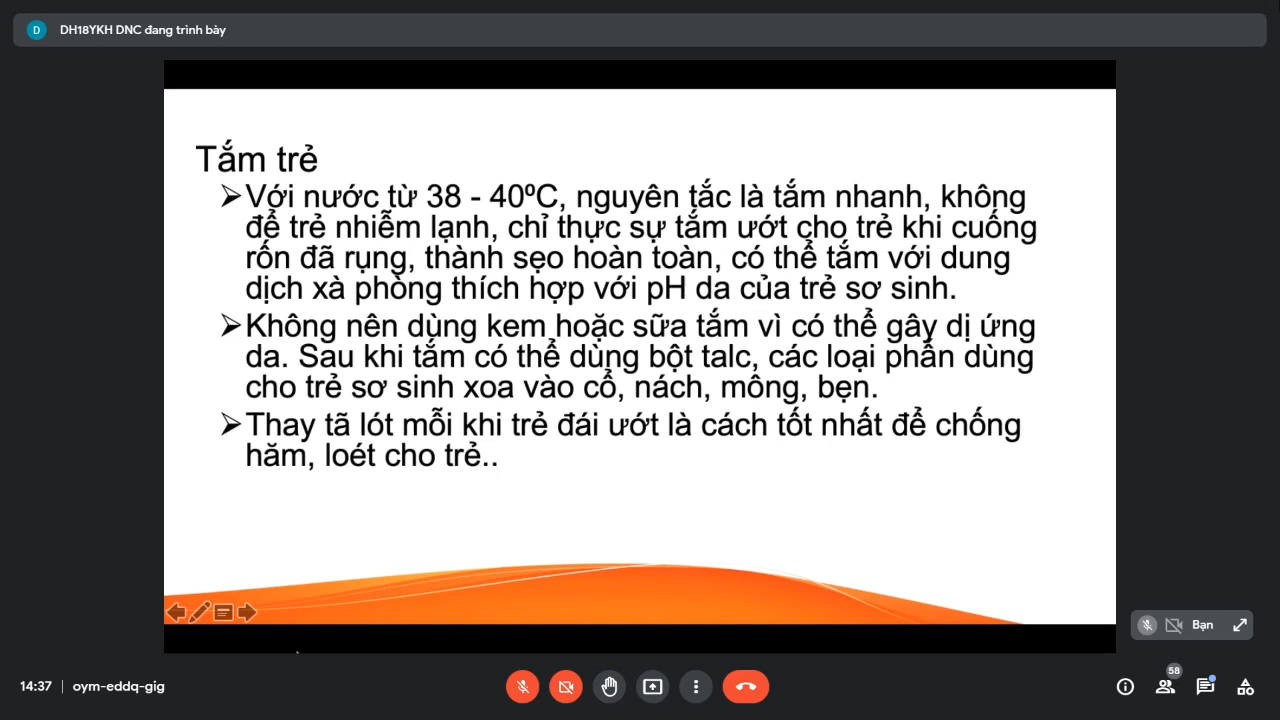 D DH18YKH DNC đang trình bày
Tắm trẻ
➢Với nước từ 38 - 40ºC, nguyên tắc là tắm nhanh, không
để trẻ nhiễm lạnh, chỉ thực sự tắm ướt cho trẻ khi cuống
rốn đã rụng, thành sẹo hoàn toàn, có thể tắm với dung
dịch xà phòng thích hợp với pH da của trẻ sơ sinh.
➢Không nên dùng kem hoặc sữa tắm vì có thể gây dị ứng
da. Sau khi tắm có thể dùng bột talc, các loại phấn dùng
cho trẻ sơ sinh xoa vào cổ, nách, mông, bẹn.
➢Thay tã lót mỗi khi trẻ đái ướt là cách tốt nhất để chống
hăm, loét cho trẻ..
Bạn
14:37 | oym-eddq-gig
58